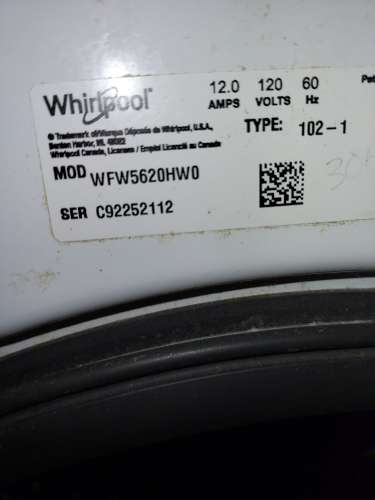 Whirlpool
12.0 120 60
AMPS VOLTS Hz
® Trademark of/Marque Déposée de Whirlpool, U.S.A.,
Benton Harbor, MI. 49022
Whirlpool Canada, Licensee / Emploi Licencié au Canada
TYPE: 102-1
MOD WFW5620HW0
SER C92252112